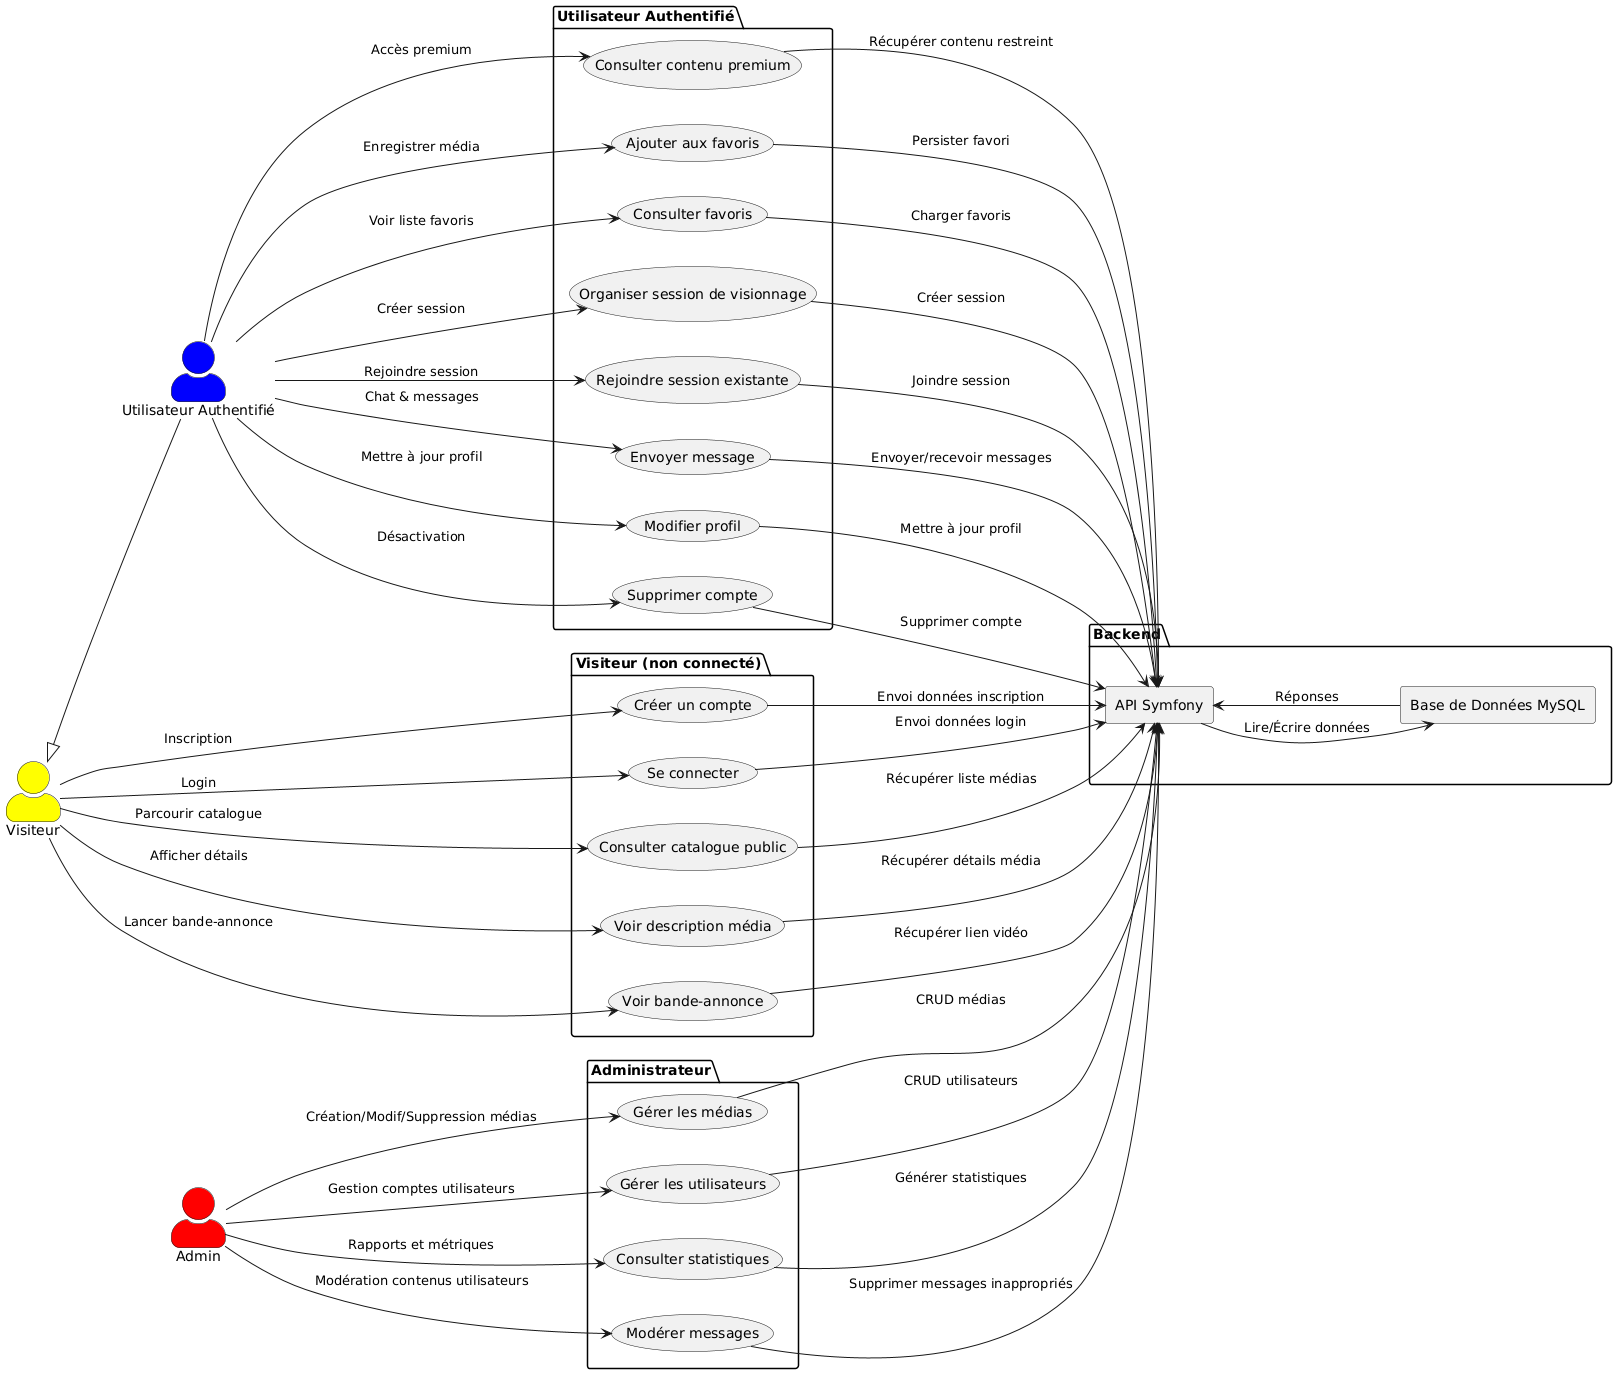 Utilisateur Authentifié
Accès premium
Consulter contenu premium
Récupérer contenu restreint
Enregistrer média
Ajouter aux favoris
Persister favori
Voir liste favoris
Consulter favoris
Charger favoris
Créer session
Organiser session de visionnage
Créer session
Rejoindre session
Rejoindre session existante
Joindre session
Utilisateur Authentifié
Chat & messages
Envoyer message
Envoyer/recevoir messages
Mettre à jour profil
Modifier profil
Mettre à jour profil
Désactivation
Supprimer compte
Supprimer compte
Backend
Visiteur (non connecté)
Inscription
Créer un compte
Envoi données inscription
API Symfony
Réponses
Base de Données MySQL
Lire/Écrire données
Login
Se connecter
Envoi données login
Visiteur
Parcourir catalogue
Consulter catalogue public
Récupérer liste médias
Afficher détails
Voir description média
Récupérer détails média
Lancer bande-annonce
Voir bande-annonce
Récupérer lien vidéo
Administrateur
Création/Modif/Suppression médias
Gérer les médias
CRUD médias
Gestion comptes utilisateurs
Gérer les utilisateurs
CRUD utilisateurs
Admin
Rapports et métriques
Consulter statistiques
Générer statistiques
Modération contenus utilisateurs
Modérer messages
Supprimer messages inappropriés